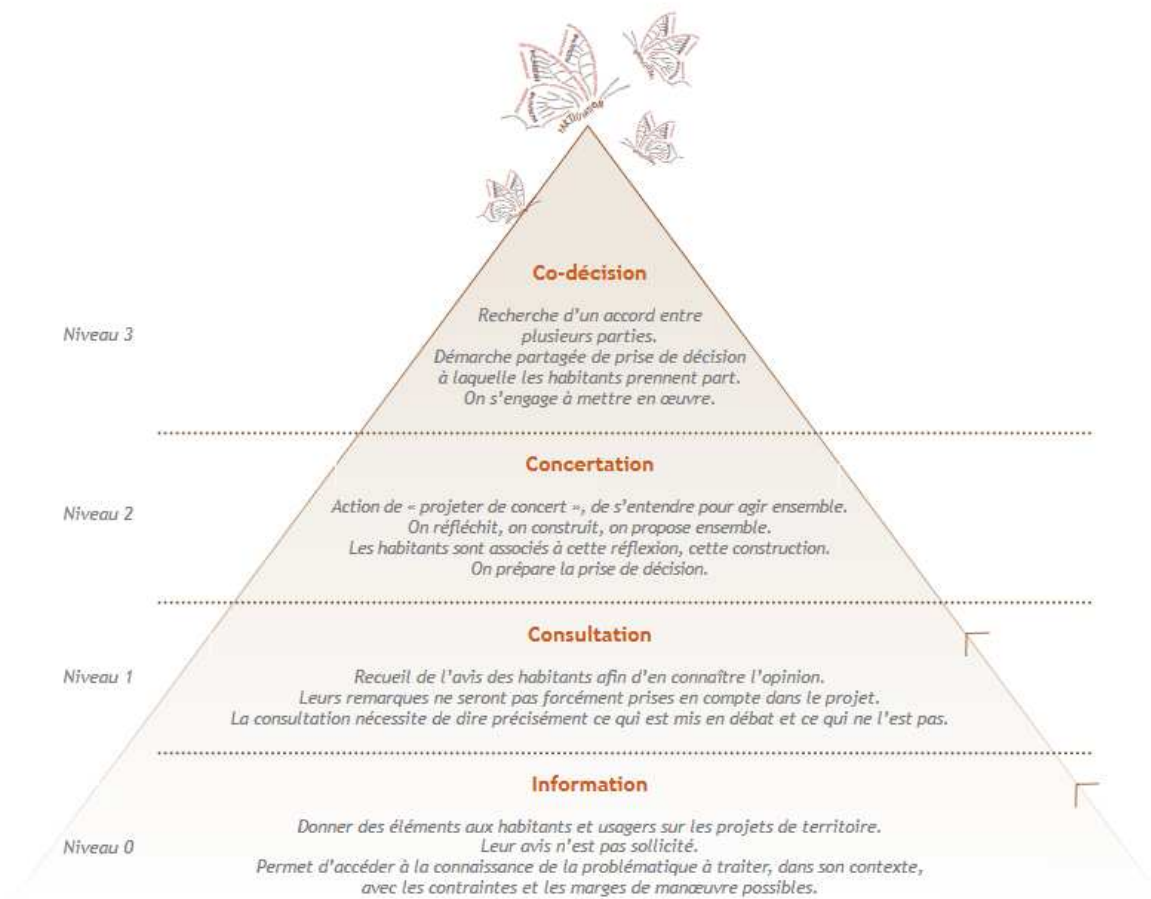 Co-décision
Recherche d'un accord entre
plusieurs parties.
Niveau 3
Démarche partagée de prise de décision
à laquelle les habitants prennent part.
On s'engage à mettre en œuvre.
Concertation
Niveau 2
Action de « projeter de concert », de s'entendre pour agir ensemble.
On réfléchit, on construit, on propose ensemble.
Les habitants sont associés à cette réflexion, cette construction.
On prépare la prise de décision.
Consultation
Niveau 1
Recueil de l'avis des habitants afin d'en connaître l'opinion.
Leurs remarques ne seront pas forcément prises en compte dans le projet.
La consultation nécessite de dire précisément ce qui est mis en débat et ce qui ne l'est pas.
Information
Donner des éléments aux habitants et usagers sur les projets de territoire.
Niveau 0
Leur avis n'est pas sollicité.
Permet d'accéder à la connaissance de la problématique à traiter, dans son contexte,
avec les contraintes et les marges de manœuvre possibles.